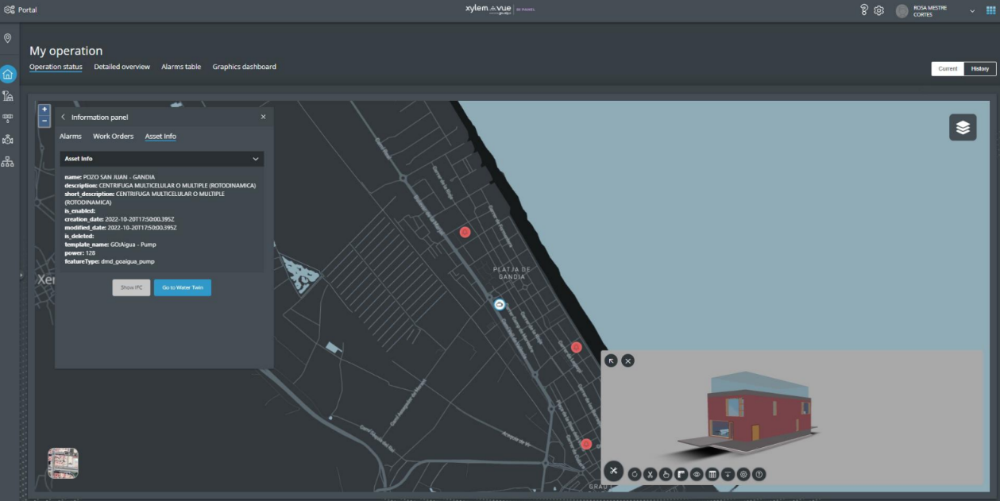 Portal
xylem vue
ROSA MESTRE
CORTES
My operation
Operation status Detailed overview Alarms table Graphics dashboard
Current History
+
−
Information panel
Alarms Work Orders Asset Info
Asset Info
name: POZO SAN JUAN - GANDIA
description: CENTRIFUGA MULTICELULAR O MULTIPLE (ROTODINAMICA)
short_description: CENTRIFUGA MULTICELULAR O MULTIPLE
(ROTODINAMICA)
is_enabled:
creation_date: 2022-10-20T17:50:00.395Z
modified_date: 2022-10-20T17:50:00.395Z
is_deleted:
template_name: GO:Aigua - Pump
power: 128
featureType: dmd_goaigua_pump
Show IFC Go to Water Twin
Xer
PLATJA DE
GANDIA
GRAU